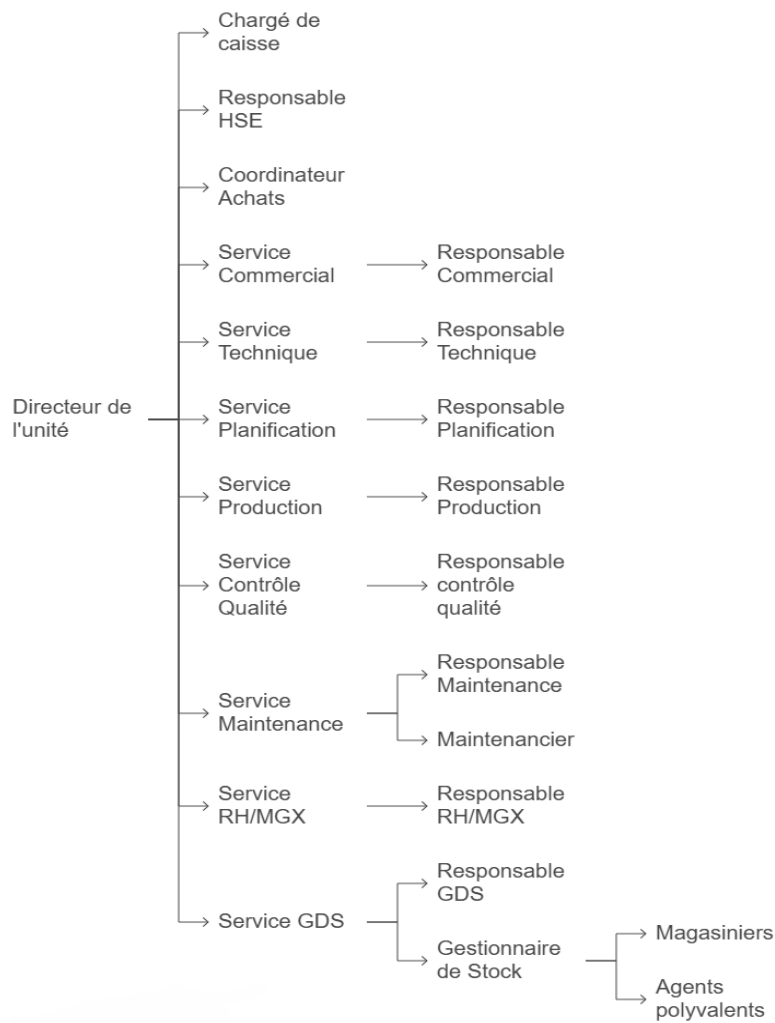 Chargé de
caisse
Responsable
HSE
Coordinateur
Achats
Service
Commercial
Responsable
Commercial
Service
Technique
Responsable
Technique
Directeur de
l'unité
Service
Planification
Responsable
Planification
Service
Production
Responsable
Production
Service
Contrôle
Qualité
Responsable
contrôle
qualité
Service
Maintenance
Responsable
Maintenance
Maintenancier
Service
RH/MGX
Responsable
RH/MGX
Service GDS
Responsable
GDS
Gestionnaire
de Stock
Magasiniers
Agents
polyvalents